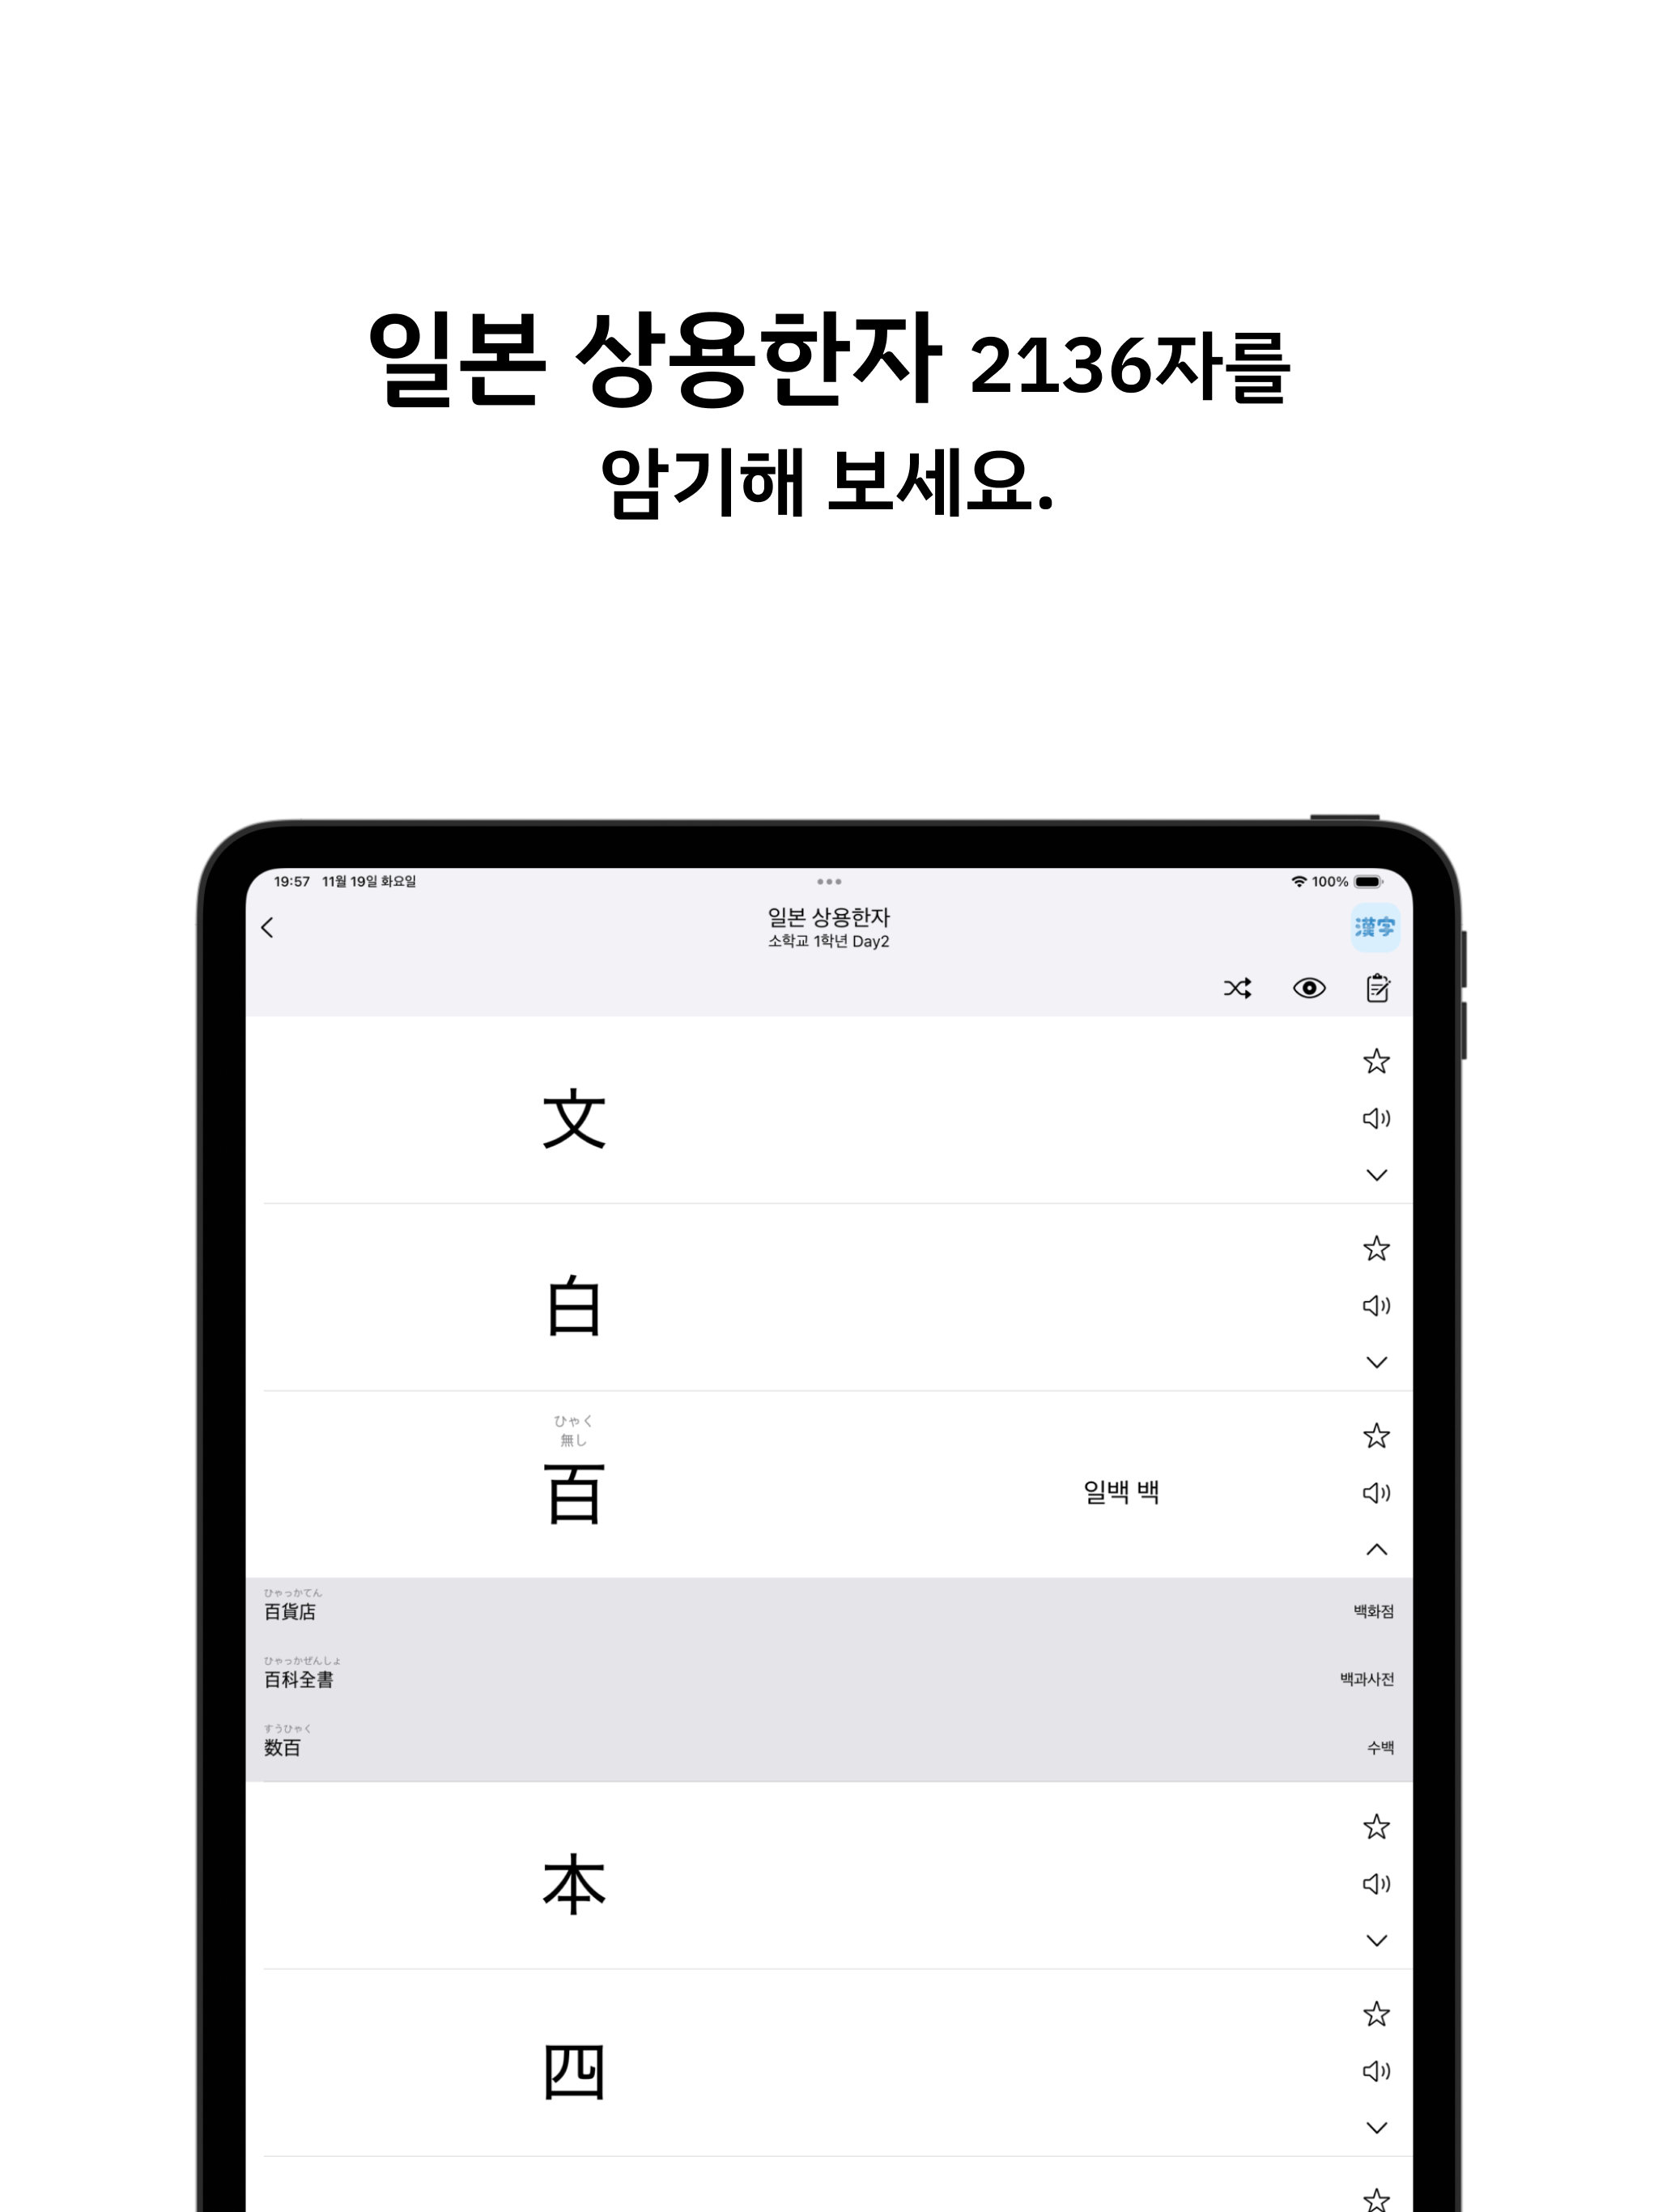 일본 상용한자 2136자를
암기해 보세요.
19:57 11월 19일 화요일
100%
일본 상용한자
소학교 1학년 Day2
漢字
文
白
ひゃく
無し
百
일백 백
ひゃっかてん
百貨店
백화점
ひゃっかぜんしょ
百科全書
백과사전
すうひゃく
数百
수백
本
四